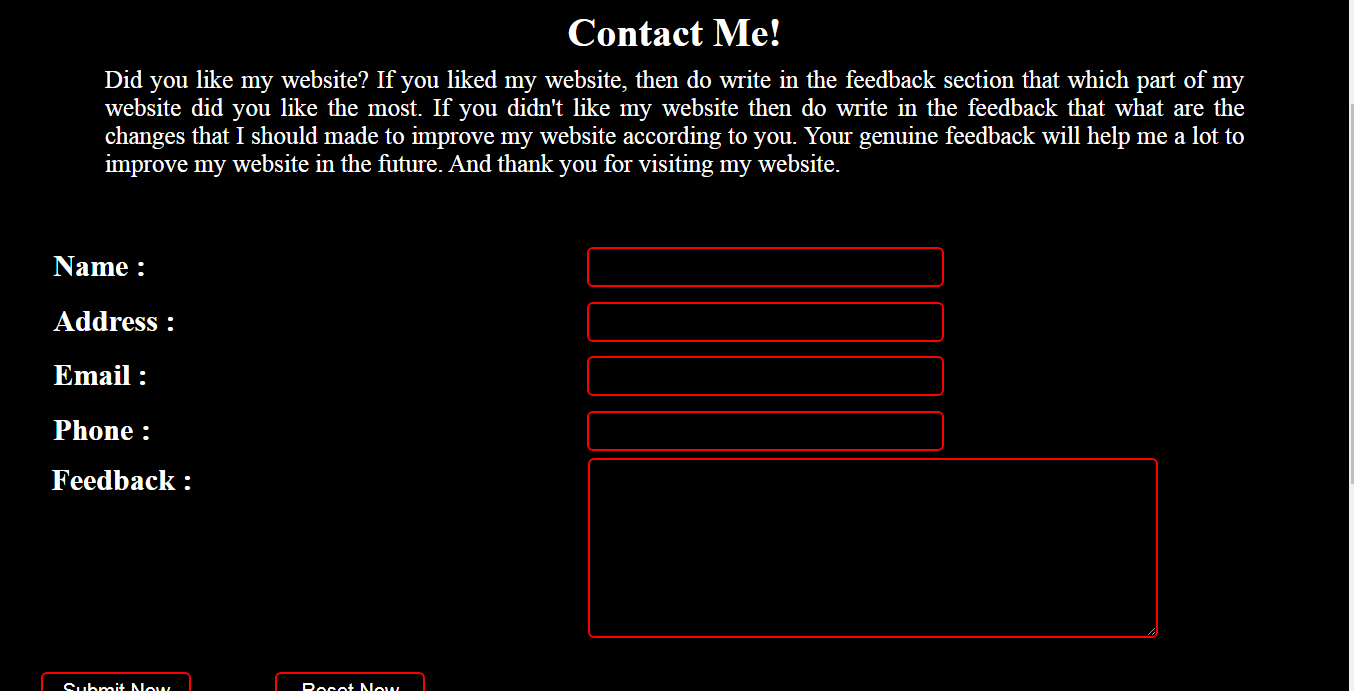 Contact Me!
Did you like my website? If you liked my website, then do write in the feedback section that which part of my
website did you like the most. If you didn't like my website then do write in the feedback that what are the
changes that I should made to improve my website according to you. Your genuine feedback will help me a lot to
improve my website in the future. And thank you for visiting my website.
Name :
Address :
Email :
Phone :
Feedback :
Submit Now
Reset Now